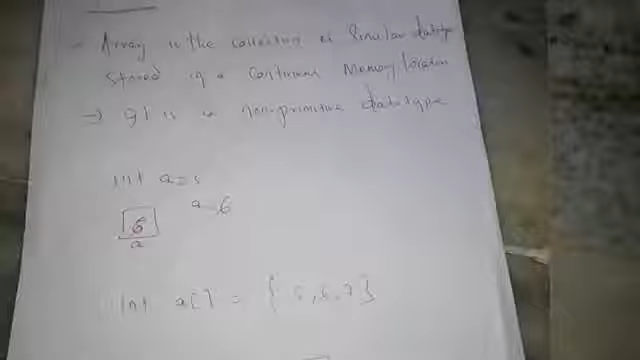 Array is the collection of Similar datatype
Stored in a Continuous Memory location
→ It is a non-primitive datatype
int a=5
6 a=6
a
int a[] = { 5,6,7}